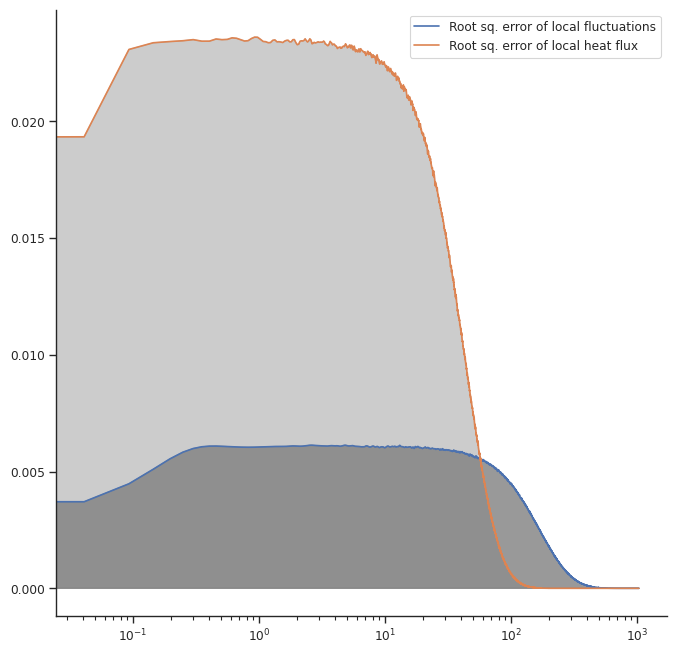 Root sq. error of local fluctuations
Root sq. error of local heat flux
0.020
0.015
0.010
0.005
0.000
10⁻¹ 10⁰ 10¹ 10² 10³